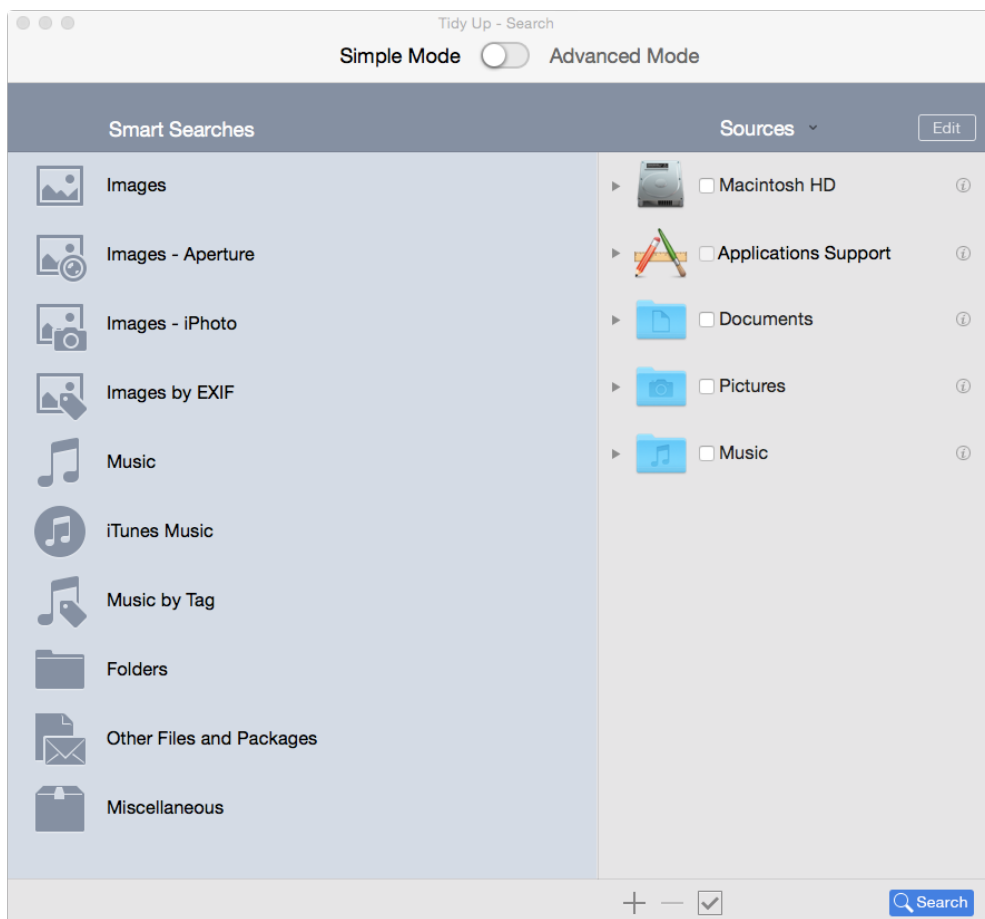 Tidy Up - Search
Simple Mode Advanced Mode
Smart Searches
Sources
Edit
Images
Images - Aperture
Images - iPhoto
Images by EXIF
Music
iTunes Music
Music by Tag
Folders
Other Files and Packages
Miscellaneous
Macintosh HD
Applications Support
Documents
Pictures
Music
Search